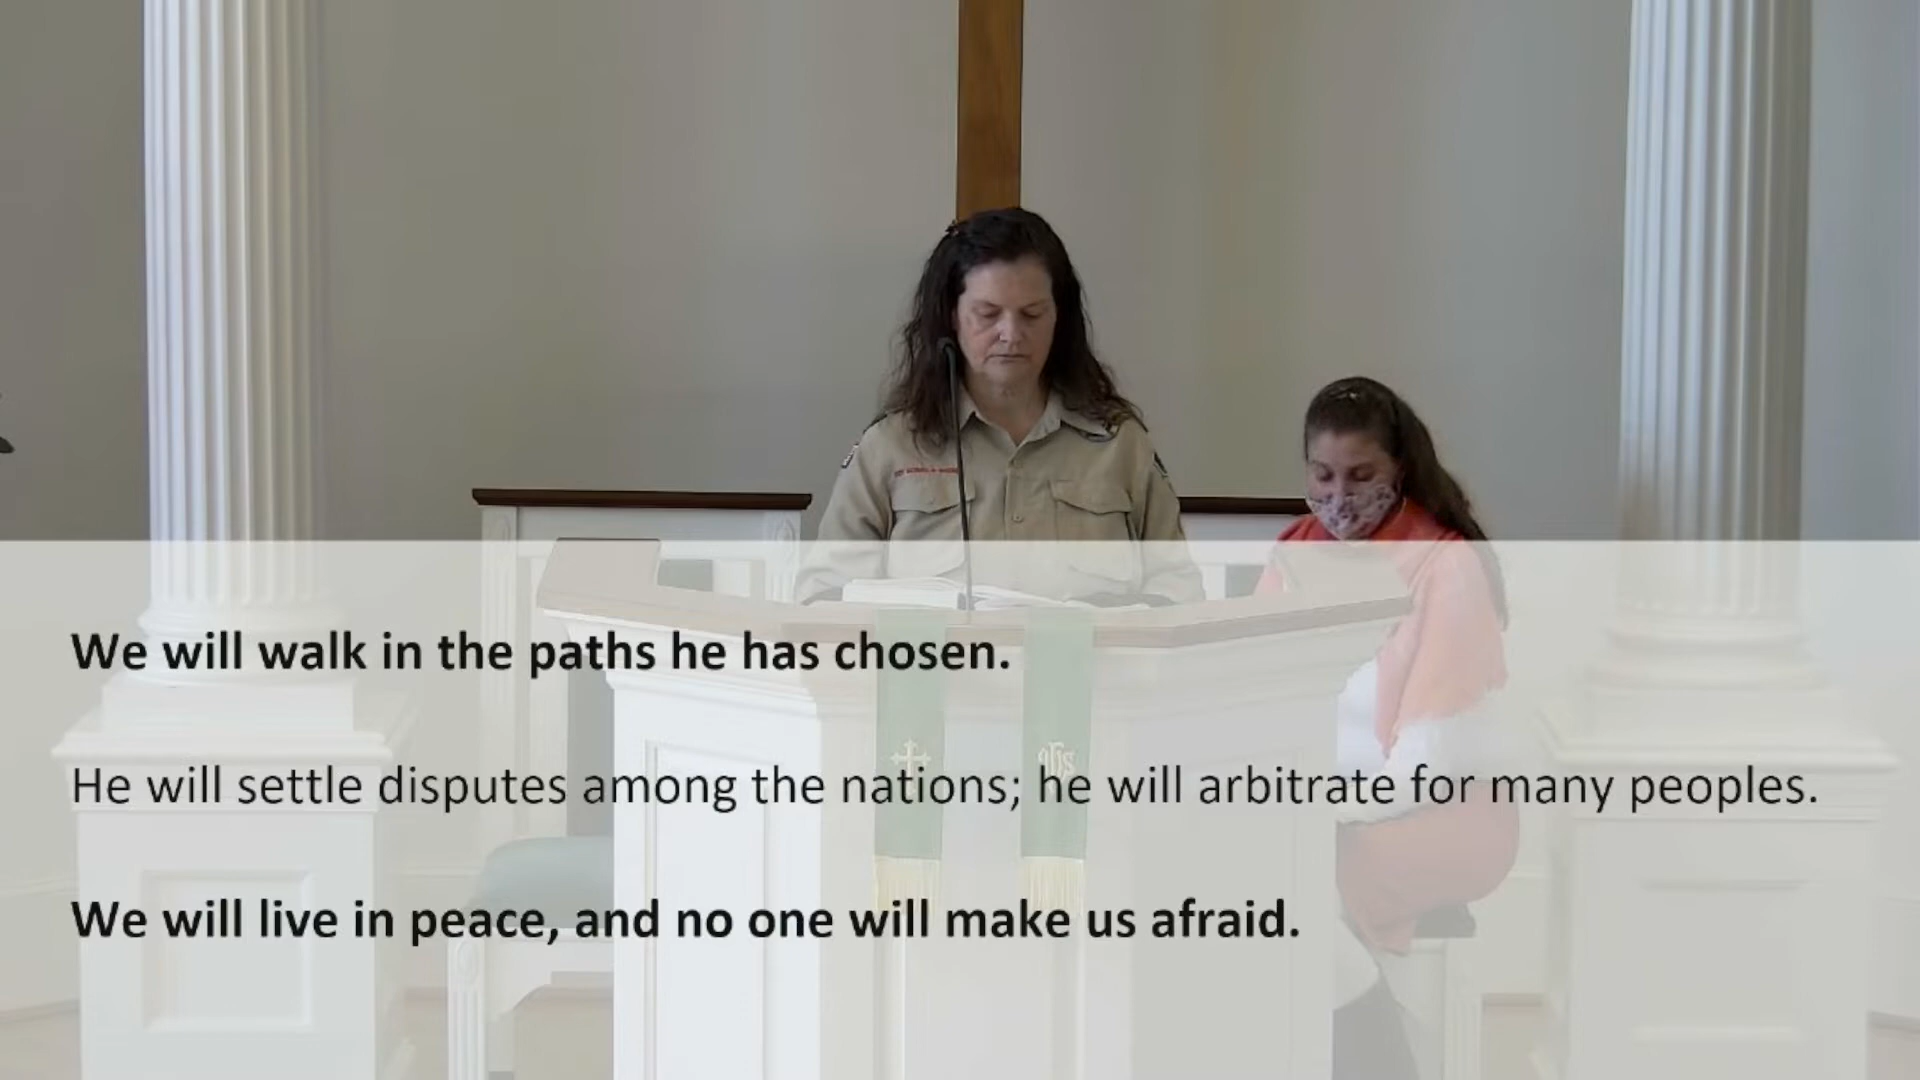 We will walk in the paths he has chosen.
He will settle disputes among the nations; he will arbitrate for many peoples.
We will live in peace, and no one will make us afraid.